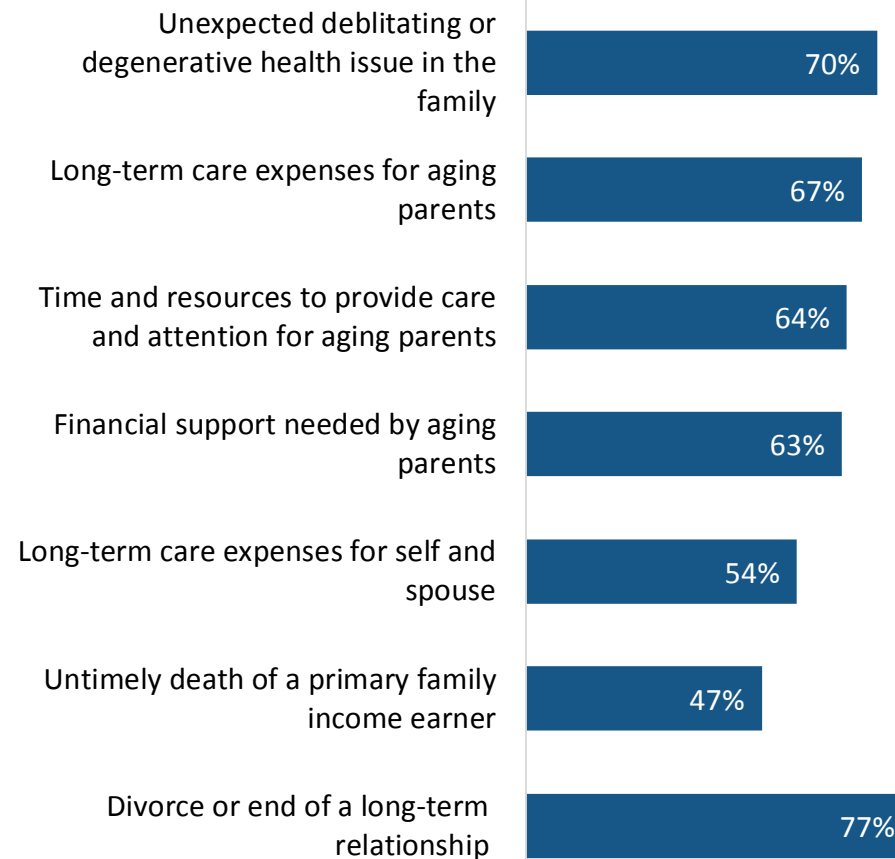 Unexpected deblitating or
degenerative health issue in the
family
70%
Long-term care expenses for aging
parents
67%
Time and resources to provide care
and attention for aging parents
64%
Financial support needed by aging
parents
63%
Long-term care expenses for self and
spouse
54%
Untimely death of a primary family
income earner
47%
Divorce or end of a long-term
relationship
77%